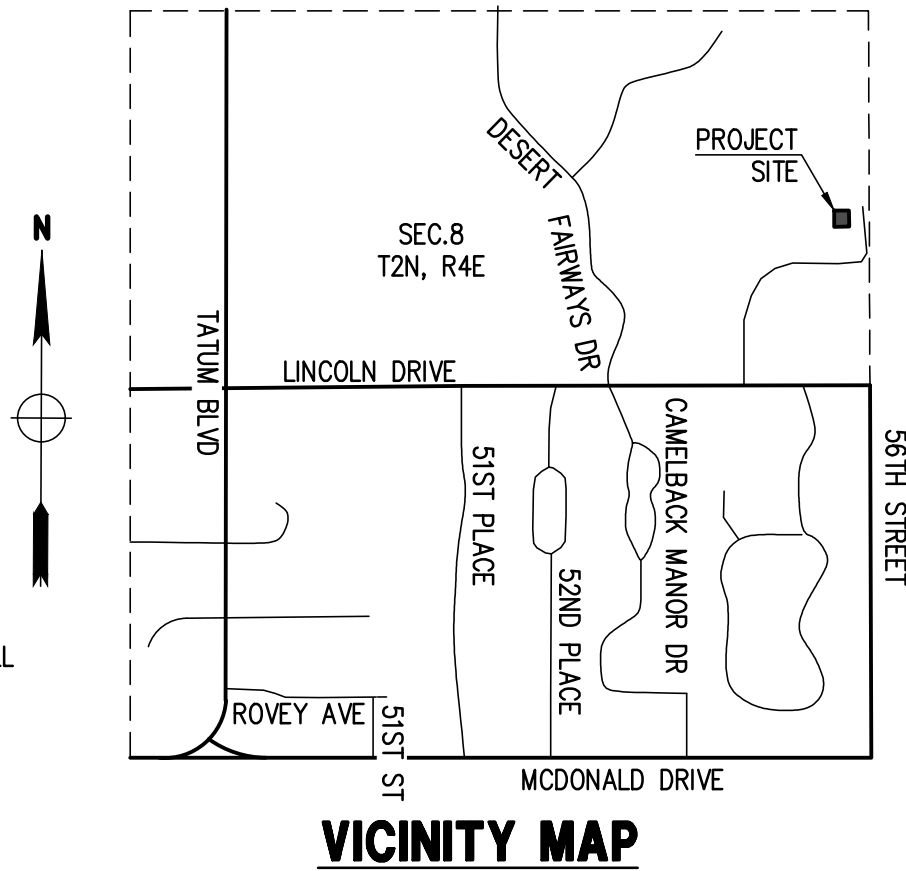 DESERT FAIRWAYS DR
PROJECT
SITE
N
SEC.8
T2N, R4E
TATUM BLVD
LINCOLN DRIVE
51ST PLACE
52ND PLACE
CAMELBACK MANOR DR
56TH STREET
ROVEY AVE
51ST ST
MCDONALD DRIVE
VICINITY MAP